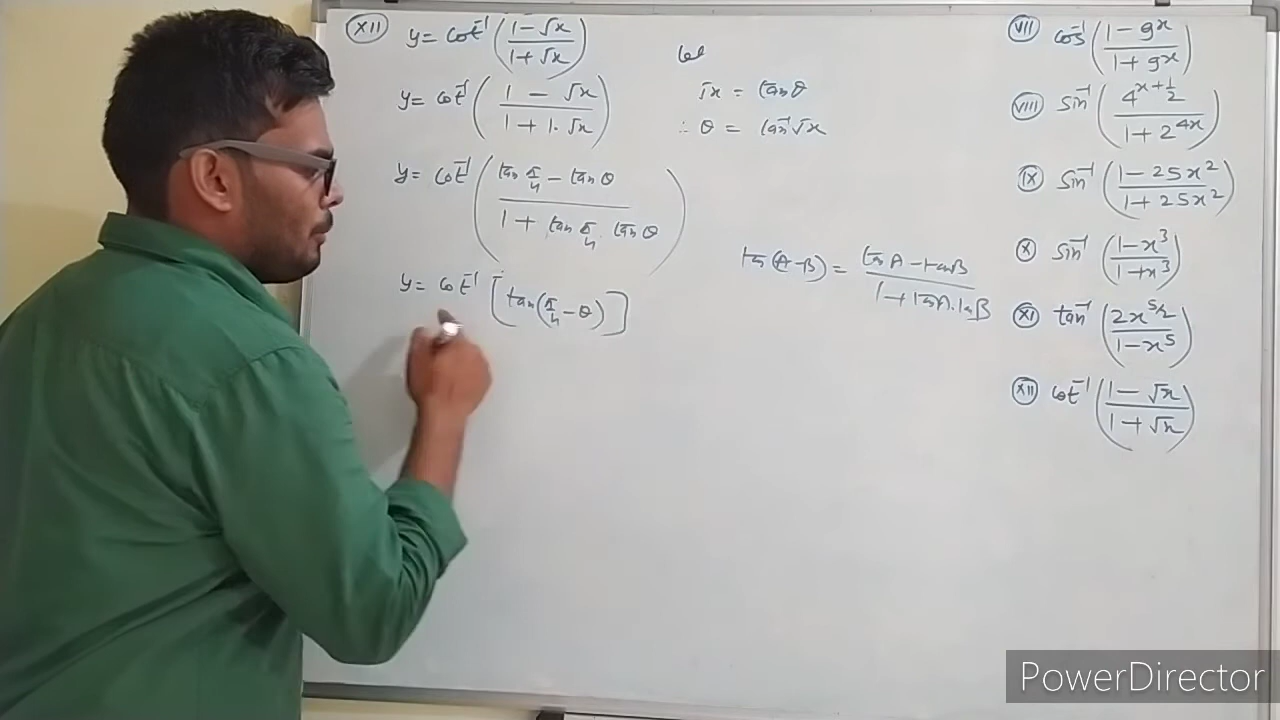 (XII) y = cot⁻¹ ((1 - √x)/(1 + √x))
let
y = cot⁻¹ ((1 - √x)/(1 + 1.√x))
√x = tan θ
∴ θ = tan⁻¹ √x
y = cot⁻¹ ((tan π/4 - tan θ)/(1 + tan π/4 . tan θ))
tan(A-B) = (tan A - tan B)/(1 + tan A . tan B)
y = cot⁻¹ [tan(π/4 - θ)]
(VII) cos⁻¹ ((1 - 9ˣ)/(1 + 9ˣ))
(VIII) sin⁻¹ (4^(x+1/2)/(1 + 2^(4x)))
(IX) sin⁻¹ ((1 - 25x²)/(1 + 25x²))
(X) sin⁻¹ ((1 - x³)/(1 + x³))
(XI) tan⁻¹ (2x^(5/2)/(1 - x⁵))
(XII) cot⁻¹ ((1 - √x)/(1 + √x))
PowerDirector